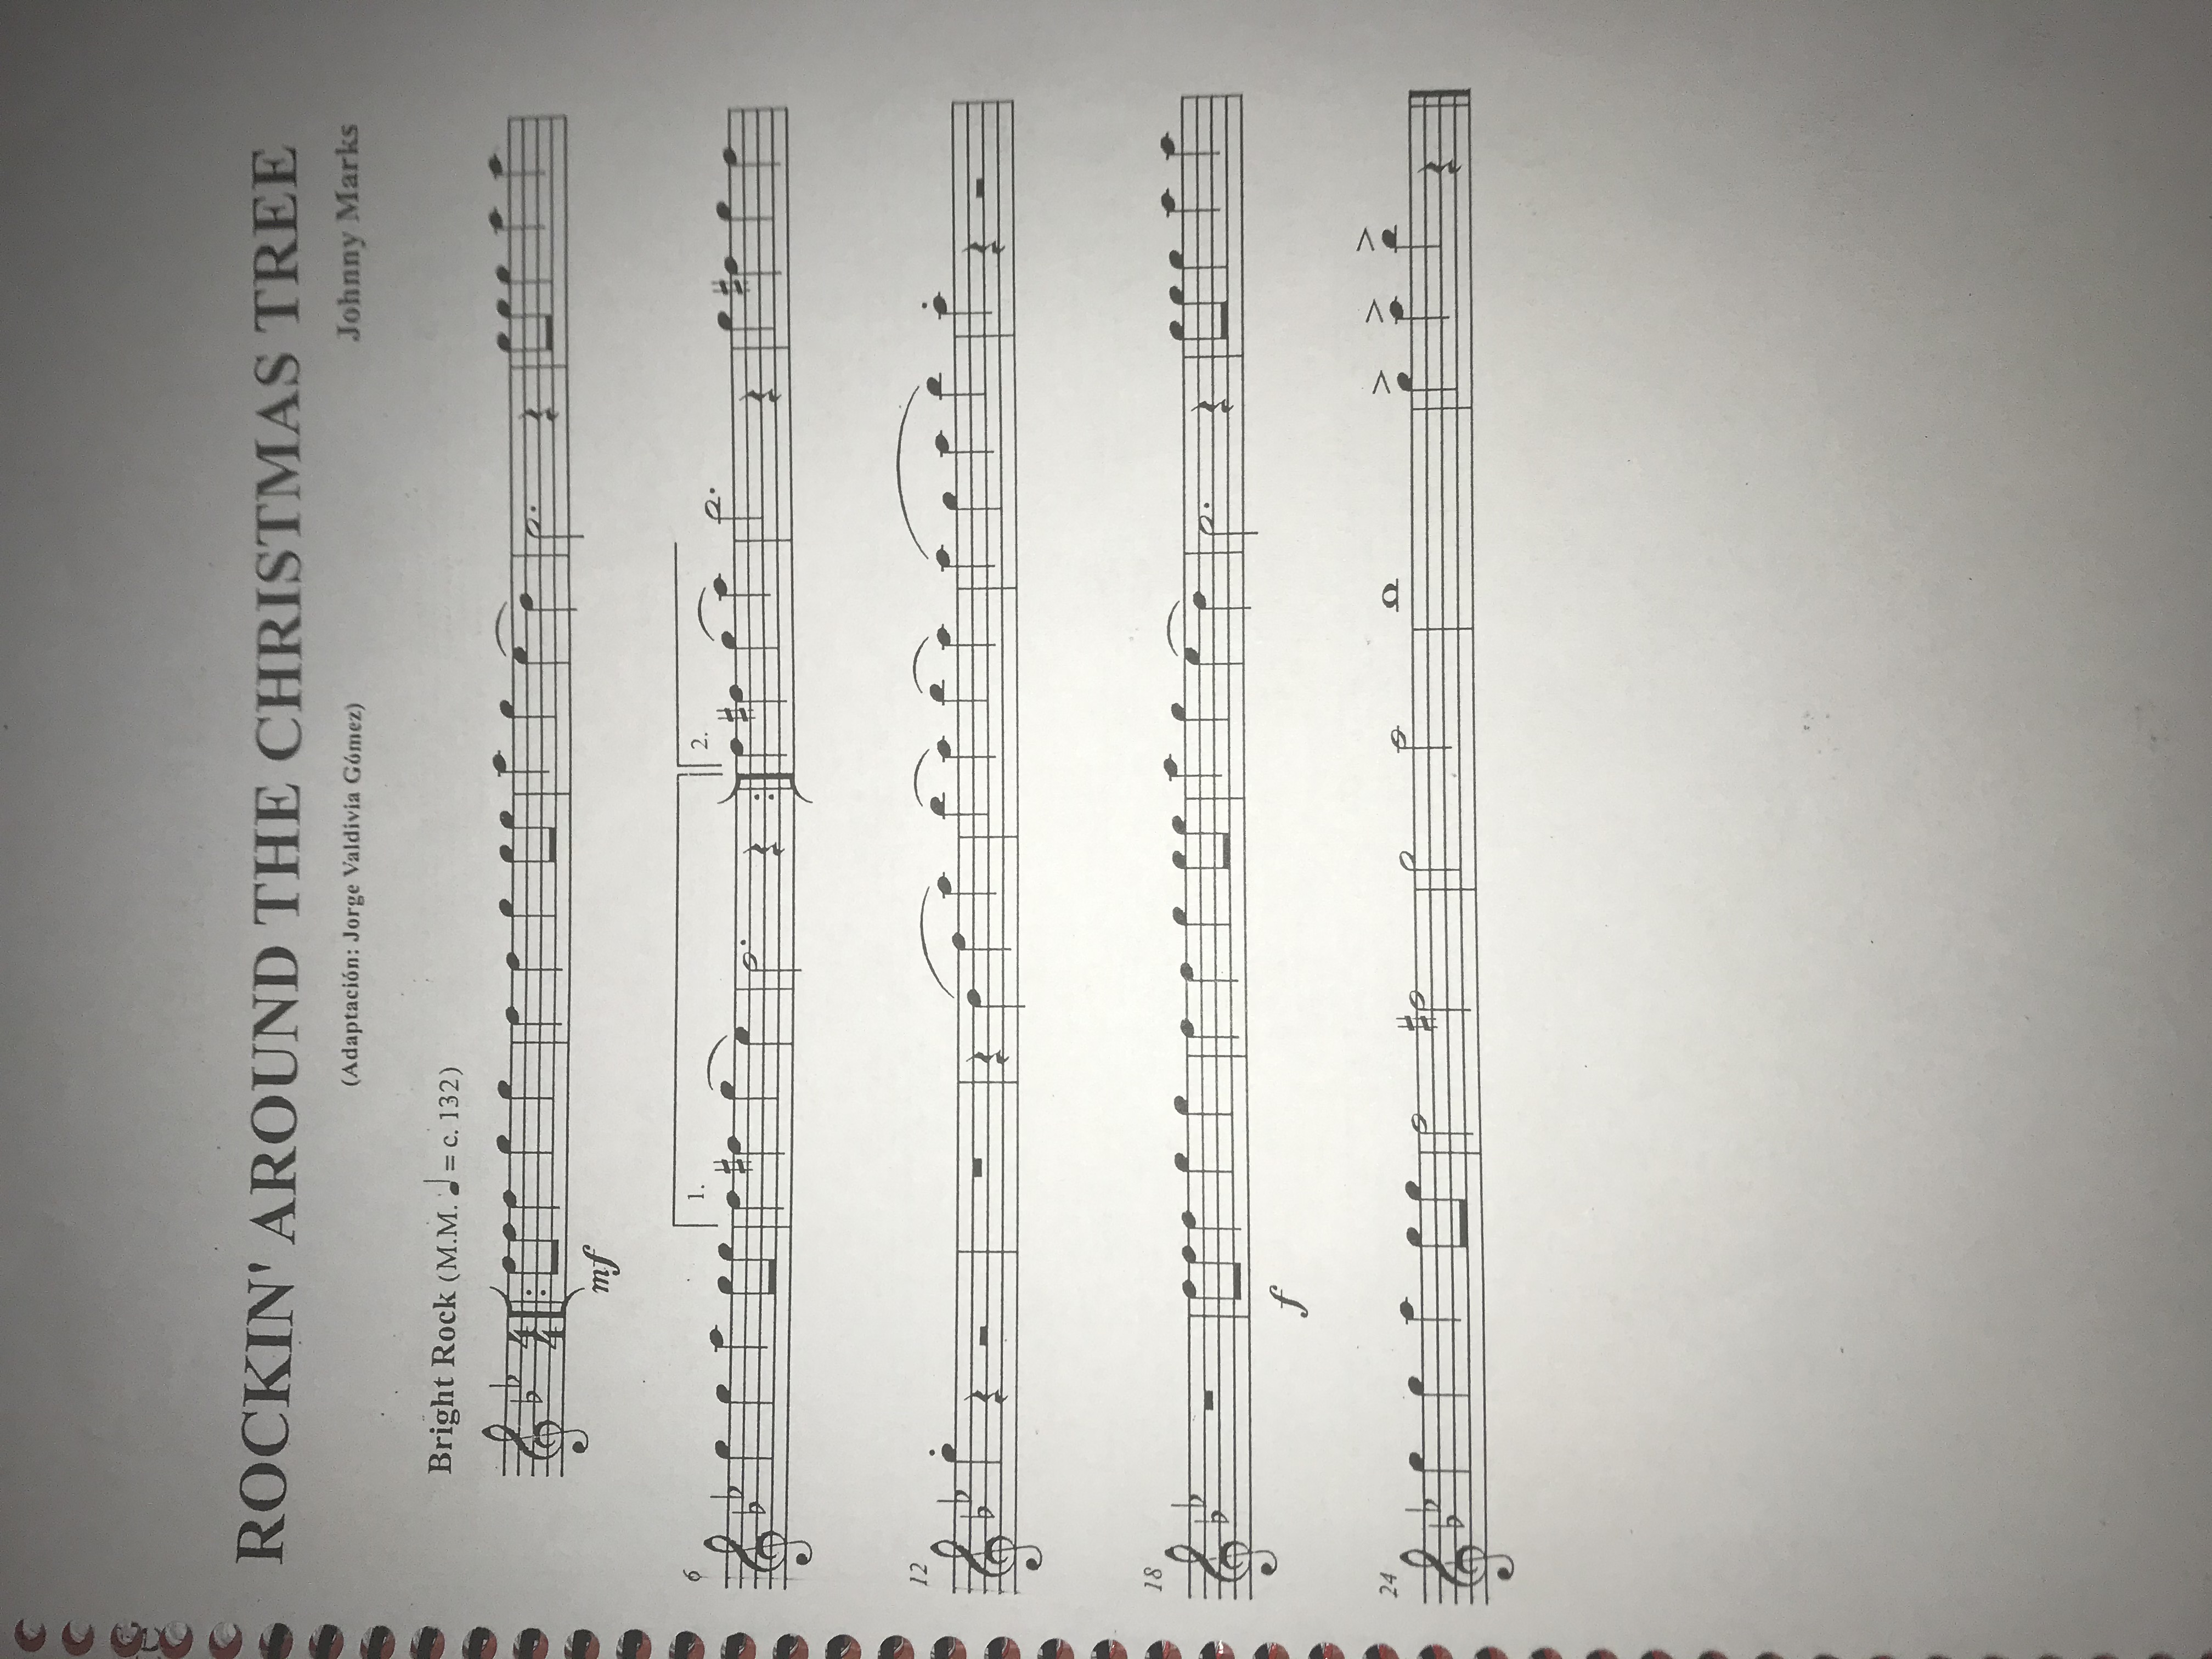 ROCKIN' AROUND THE CHRISTMAS TREE
(Adaptación: Jorge Valdivia Gómez)
Johnny Marks
Bright Rock (M.M. ♩ = c. 132)
4
4
mf
6
1.
2.
12
18
f
24